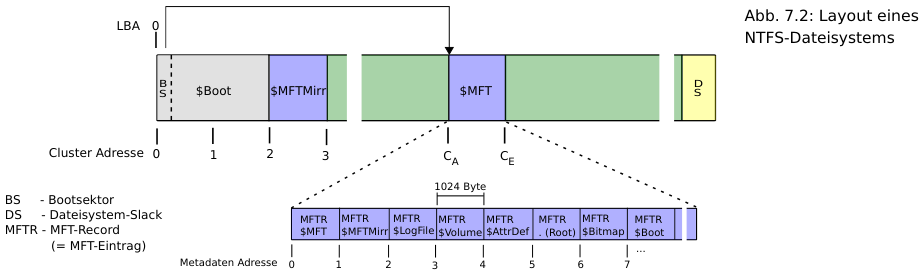 Abb. 7.2: Layout eines
NTFS-Dateisystems
LBA 0
BS
$Boot
$MFTMirr
$MFT
DS
Cluster Adresse 0 1 2 3 CA CE
1024 Byte
BS - Bootsektor
DS - Dateisystem-Slack
MFTR - MFT-Record
(= MFT-Eintrag)
MFTR MFTR MFTR MFTR MFTR MFTR MFTR MFTR
$MFT $MFTMirr $LogFile $Volume $AttrDef . (Root) $Bitmap $Boot
...
Metadaten Adresse 0 1 2 3 4 5 6 7